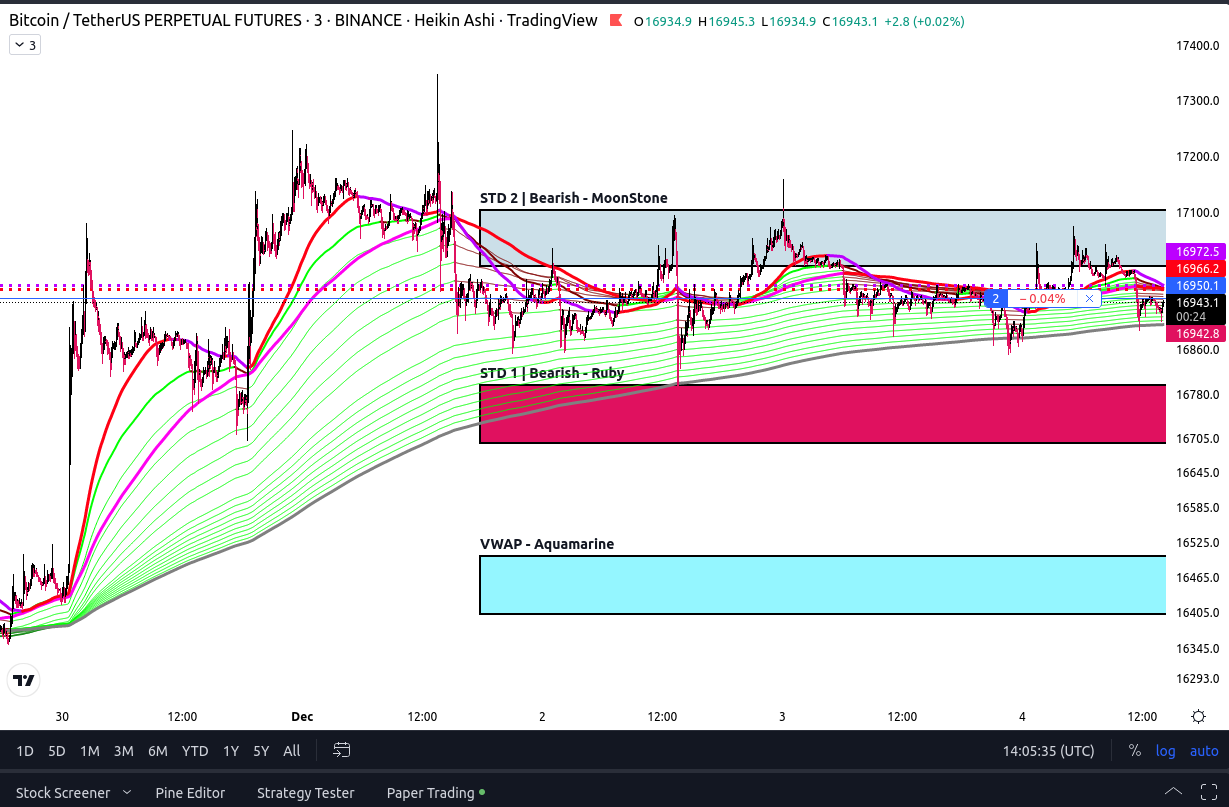 Bitcoin / TetherUS PERPETUAL FUTURES · 3 · BINANCE · Heikin Ashi · TradingView O16934.9 H16945.3 L16934.9 C16943.1 +2.8 (+0.02%)
3
17400.0
17300.0
17200.0
STD 2 | Bearish - MoonStone
17100.0
16972.5
16966.2
16950.1
2 −0.04% ×
16943.1
00:24
16942.8
16860.0
STD 1 | Bearish - Ruby
16780.0
16705.0
16645.0
16585.0
VWAP - Aquamarine
16525.0
16465.0
16405.0
16345.0
16293.0
30 12:00 Dec 12:00 2 12:00 3 12:00 4 12:00
1D 5D 1M 3M 6M YTD 1Y 5Y All 14:05:35 (UTC) % log auto
Stock Screener Pine Editor Strategy Tester Paper Trading